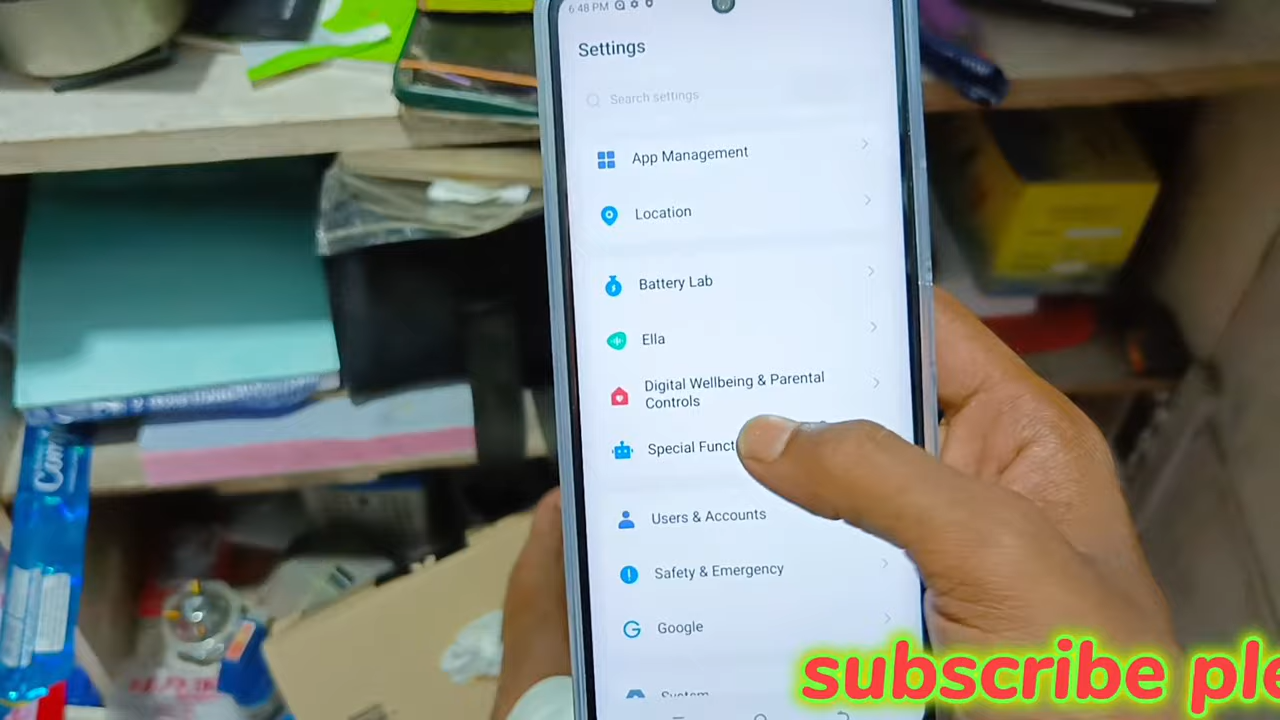 6:48 PM
Settings
Search settings
App Management
Location
Battery Lab
Ella
Digital Wellbeing & Parental
Controls
Special Funct
Users & Accounts
Safety & Emergency
Google
System
subscribe ple